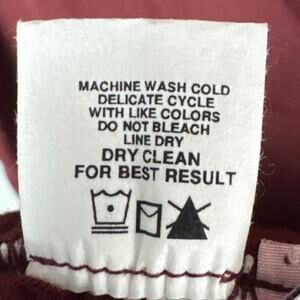 MACHINE WASH COLD
DELICATE CYCLE
WITH LIKE COLORS
DO NOT BLEACH
LINE DRY
DRY CLEAN
FOR BEST RESULT